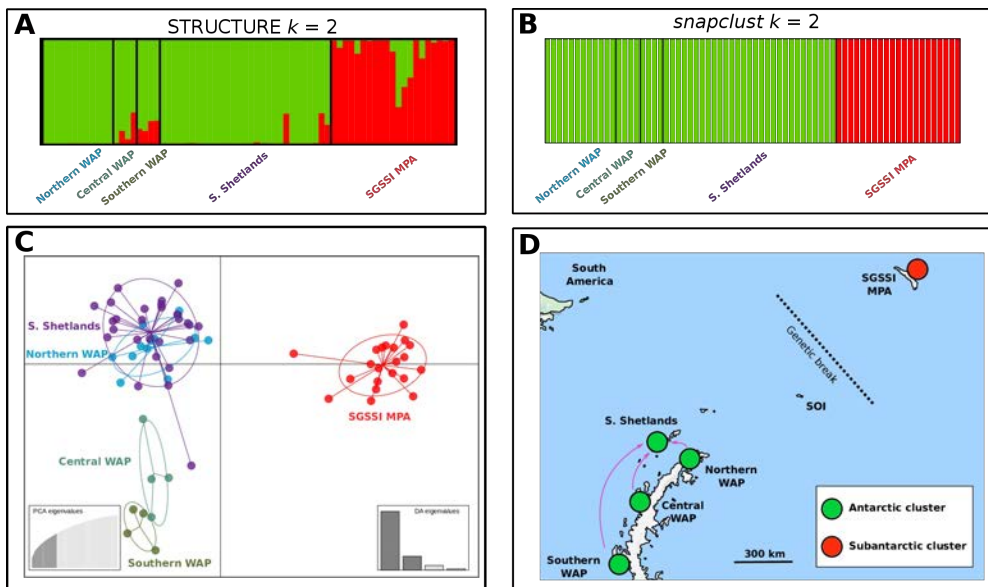 A
STRUCTURE k = 2
Northern WAP
Central WAP
Southern WAP
S. Shetlands
SGSSI MPA
B
snapclust k = 2
Northern WAP
Central WAP
Southern WAP
S. Shetlands
SGSSI MPA
C
S. Shetlands
Northern WAP
SGSSI MPA
Central WAP
Southern WAP
PCA eigenvalues
DA eigenvalues
D
South
America
SGSSI
MPA
Genetic break
SOI
S. Shetlands
Northern
WAP
Central
WAP
Southern
WAP
300 km
Antarctic cluster
Subantarctic cluster